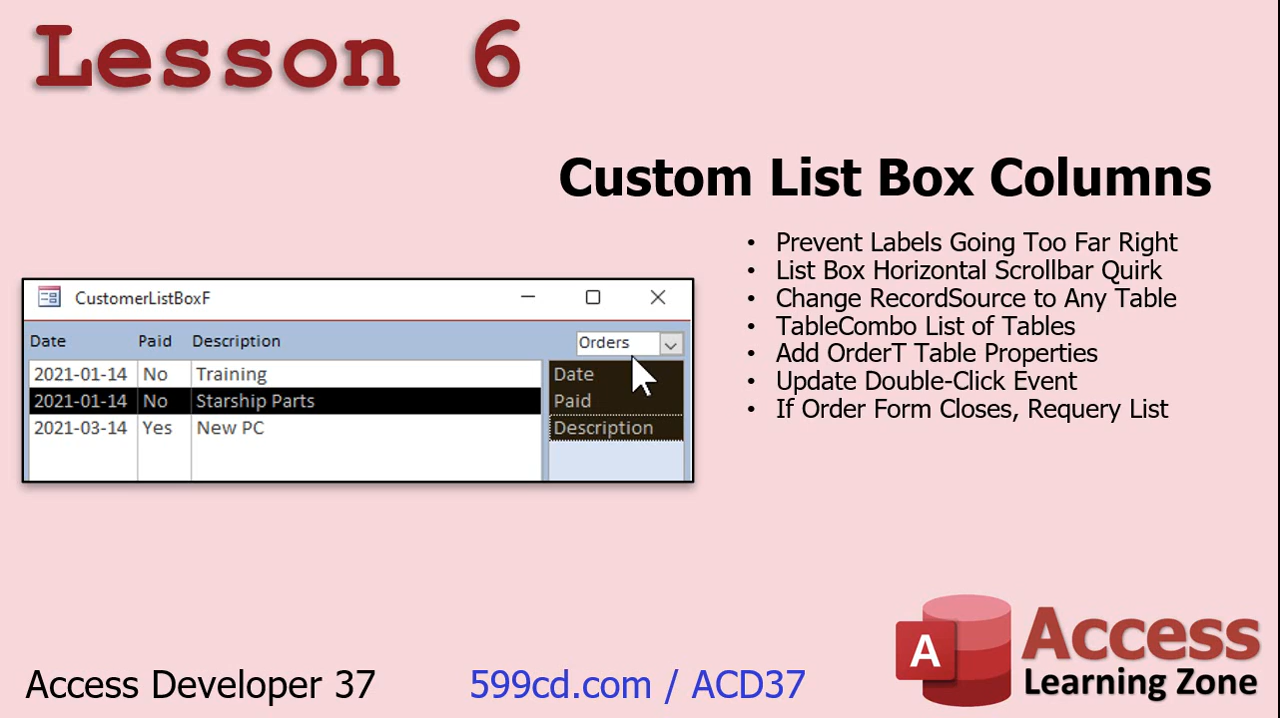 Lesson 6
Custom List Box Columns
• Prevent Labels Going Too Far Right
• List Box Horizontal Scrollbar Quirk
• Change RecordSource to Any Table
• TableCombo List of Tables
• Add OrderT Table Properties
• Update Double-Click Event
• If Order Form Closes, Requery List
CustomerListBoxF
Date Paid Description Orders
2021-01-14 No Training Date
2021-01-14 No Starship Parts Paid
2021-03-14 Yes New PC Description
Access Developer 37
599cd.com / ACD37
A
Access
Learning Zone